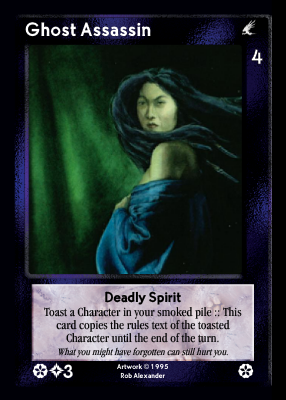 Ghost Assassin
4
Deadly Spirit
Toast a Character in your smoked pile :: This
card copies the rules text of the toasted
Character until the end of the turn.
What you might have forgotten can still hurt you.
3
Artwork © 1995
Rob Alexander